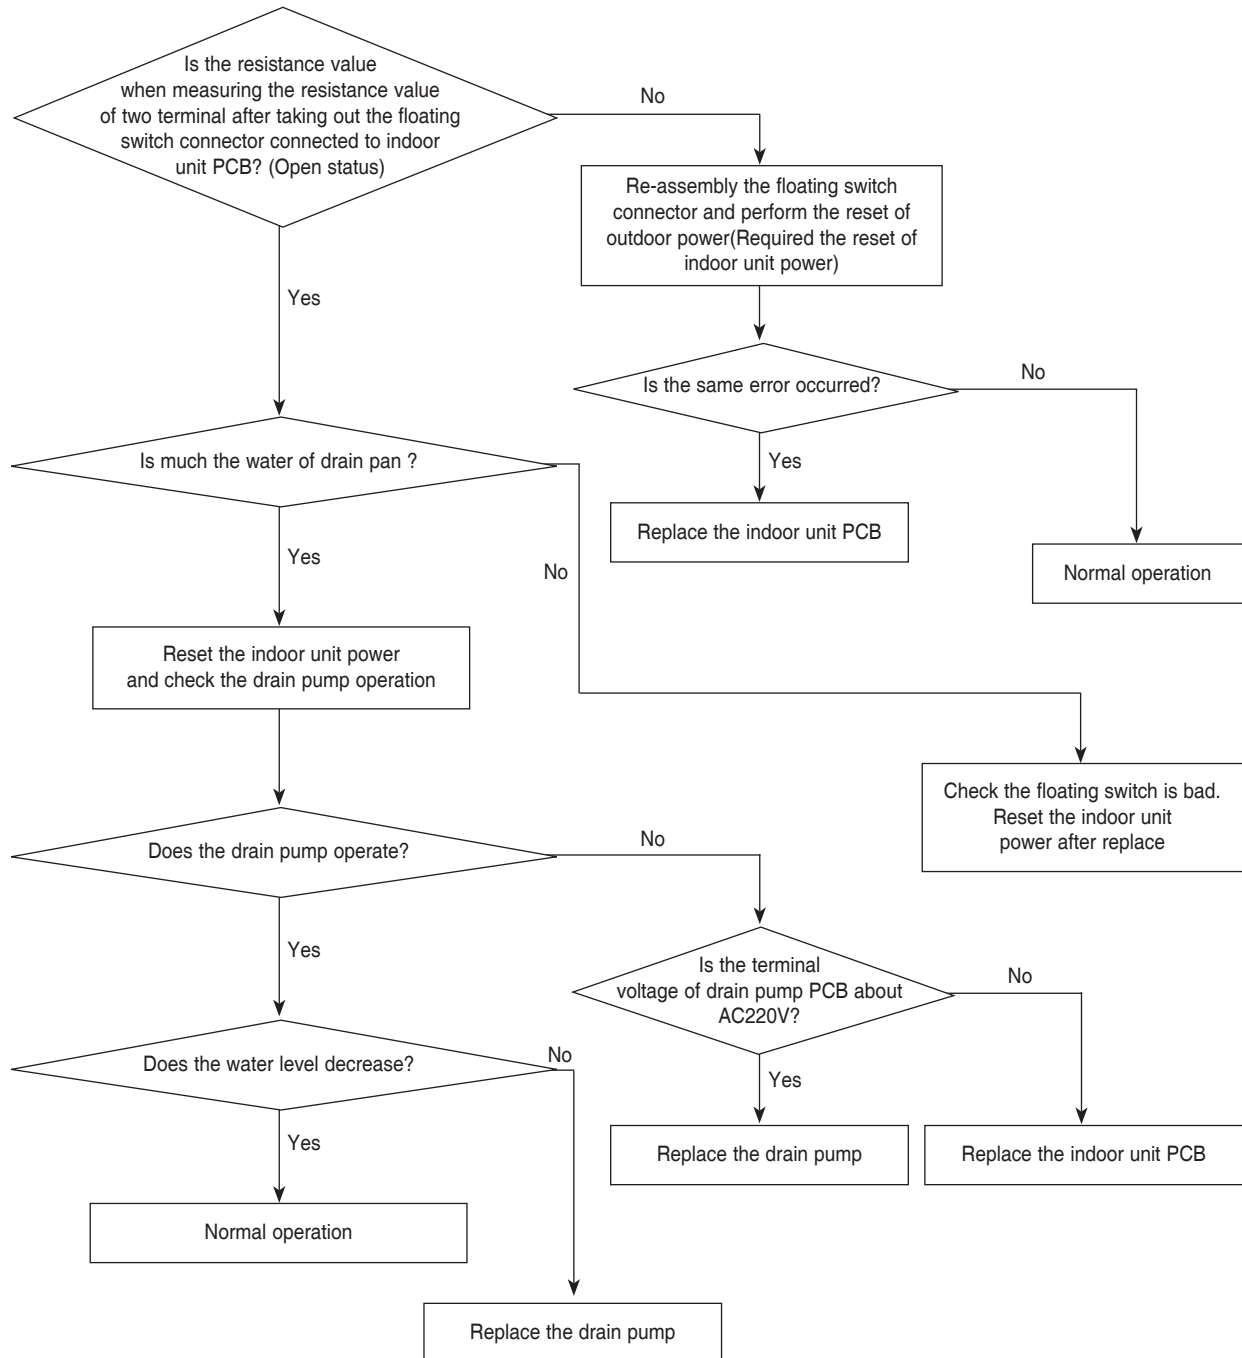 Is the resistance value
when measuring the resistance value
of two terminal after taking out the floating
switch connector connected to indoor
unit PCB? (Open status)
No
Re-assembly the floating switch
connector and perform the reset of
outdoor power(Required the reset of
indoor unit power)
Yes
Is the same error occurred?
No
Yes
Replace the indoor unit PCB
Normal operation
Is much the water of drain pan ?
Yes
No
Reset the indoor unit power
and check the drain pump operation
Check the floating switch is bad.
Reset the indoor unit
power after replace
Does the drain pump operate?
No
Yes
Is the terminal
voltage of drain pump PCB about
AC220V?
No
Yes
Replace the drain pump
Replace the indoor unit PCB
Does the water level decrease?
No
Yes
Normal operation
Replace the drain pump